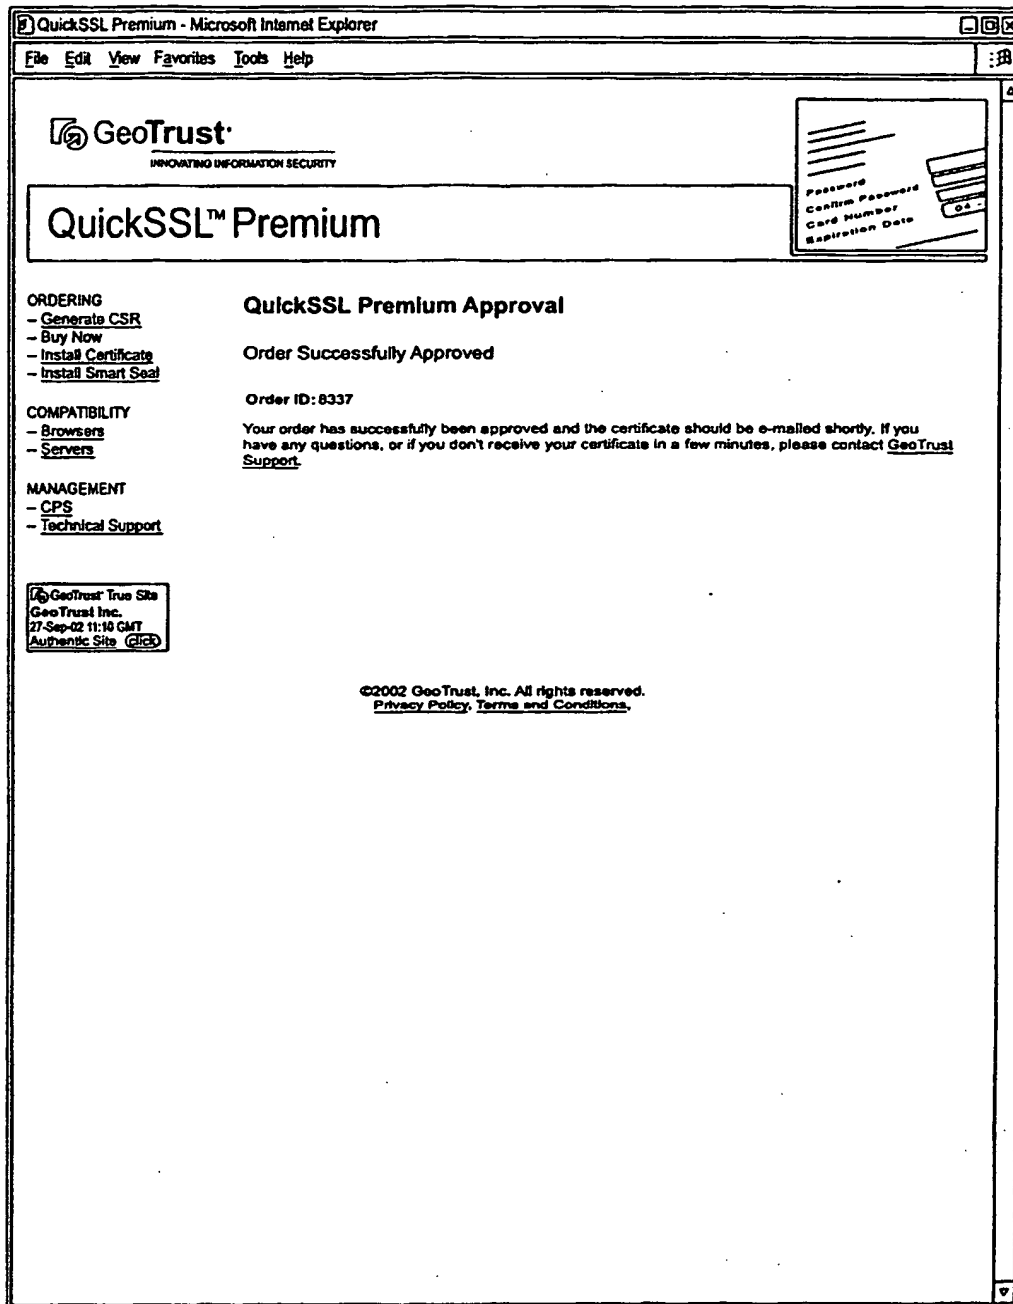 QuickSSL Premium - Microsoft Internet Explorer
File Edit View Favorites Tools Help
GeoTrust
INNOVATING INFORMATION SECURITY
Password
Confirm Password
Card Number
Expiration Date
04 -
QuickSSL™ Premium
ORDERING
– Generate CSR
– Buy Now
– Install Certificate
– Install Smart Seal
COMPATIBILITY
– Browsers
– Servers
MANAGEMENT
– CPS
– Technical Support
GeoTrust True Site
GeoTrust Inc.
27-Sep-02 11:10 GMT
Authentic Site click
QuickSSL Premium Approval
Order Successfully Approved
Order ID: 8337
Your order has successfully been approved and the certificate should be e-mailed shortly. If you
have any questions, or if you don't receive your certificate in a few minutes, please contact GeoTrust
Support.
©2002 GeoTrust, Inc. All rights reserved.
Privacy Policy, Terms and Conditions,